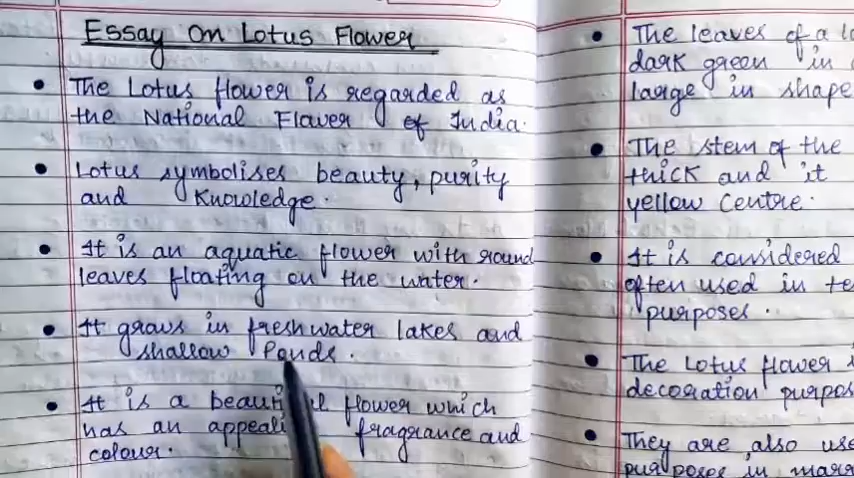 Essay On Lotus Flower
The Lotus flower is regarded as
the National Flower of India.
Lotus symbolises beauty, purity
and Knowledge.
It is an aquatic flower with round
leaves floating on the water.
It grows in freshwater lakes and
shallow Ponds.
It is a flower which
has an fragrance and
colour.
The leaves of a
dark green in
large in shape
The stem of the
thick and it
yellow centre.
It is considered
often used in
purposes.
The Lotus flower
decoration
They are also
purposes in